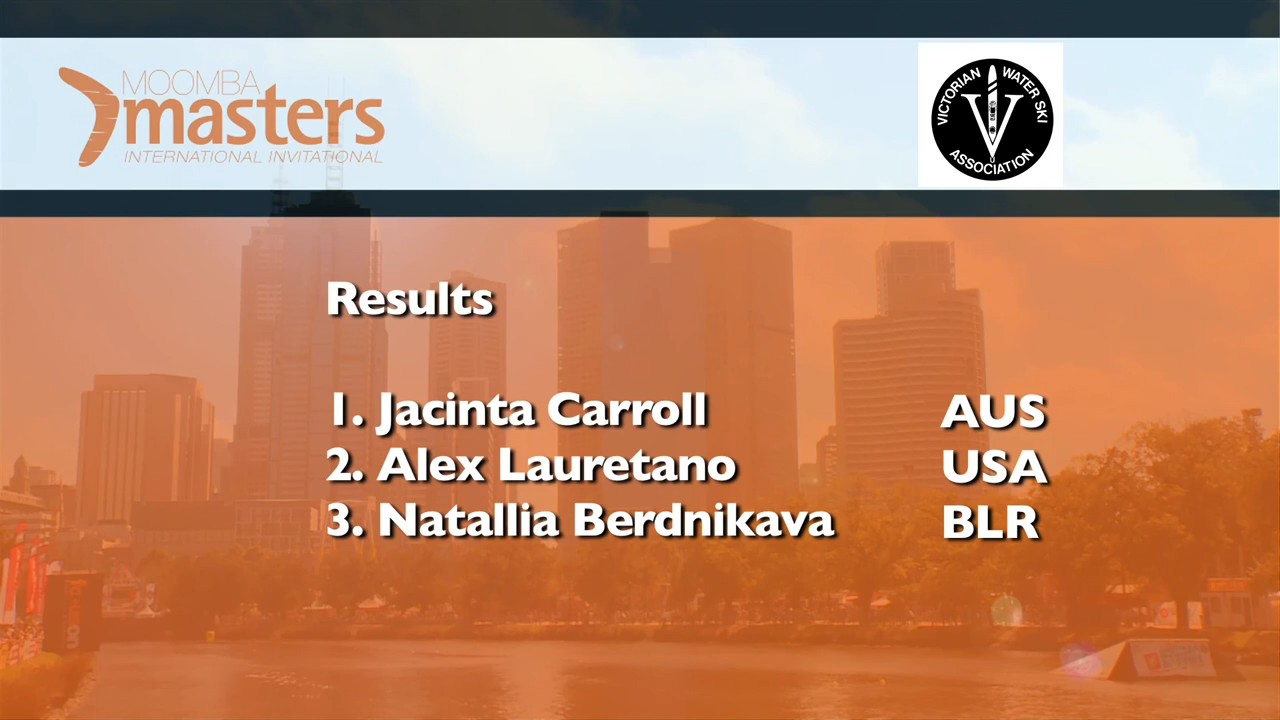 MOOMBA
masters
INTERNATIONAL INVITATIONAL
VICTORIAN WATER SKI
ASSOCIATION
V
Results
1. Jacinta Carroll AUS
2. Alex Lauretano USA
3. Natallia Berdnikava BLR